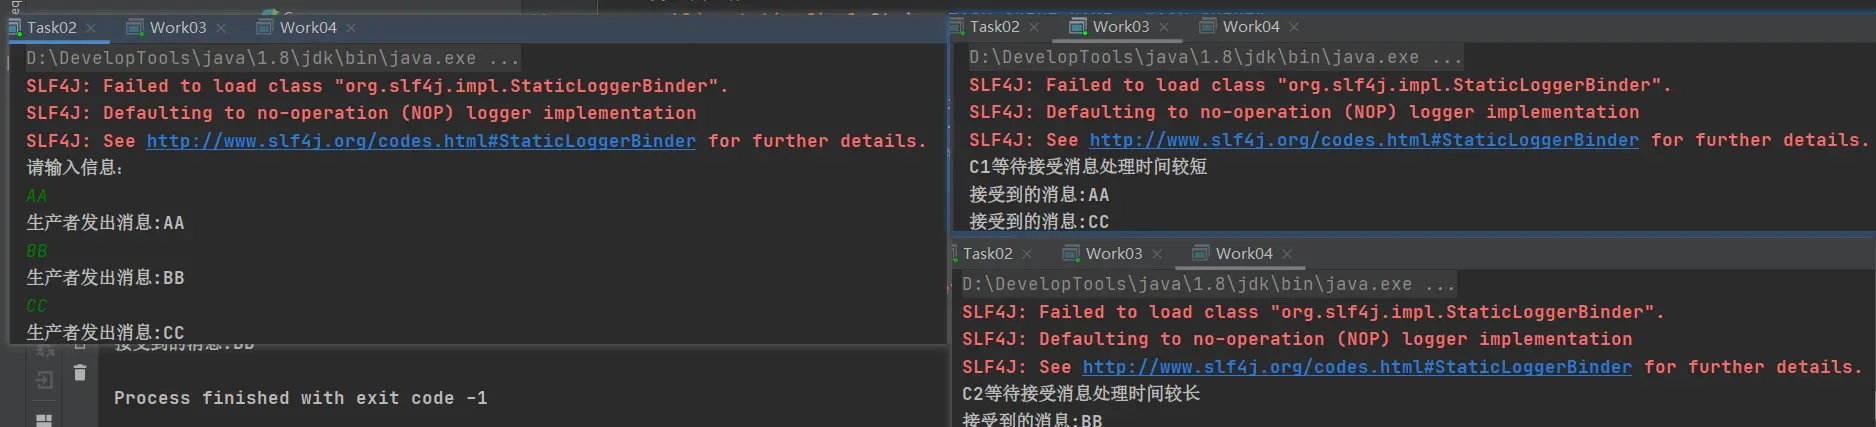 Task02 Work03 Work04
D:\DevelopTools\java\1.8\jdk\bin\java.exe ...
SLF4J: Failed to load class "org.slf4j.impl.StaticLoggerBinder".
SLF4J: Defaulting to no-operation (NOP) logger implementation
SLF4J: See http://www.slf4j.org/codes.html#StaticLoggerBinder for further details.
请输入信息:
AA
生产者发出消息:AA
BB
生产者发出消息:BB
CC
生产者发出消息:CC
Process finished with exit code -1
Task02 Work03 Work04
D:\DevelopTools\java\1.8\jdk\bin\java.exe ...
SLF4J: Failed to load class "org.slf4j.impl.StaticLoggerBinder".
SLF4J: Defaulting to no-operation (NOP) logger implementation
SLF4J: See http://www.slf4j.org/codes.html#StaticLoggerBinder for further details.
C1等待接受消息处理时间较短
接受到的消息:AA
接受到的消息:CC
Task02 Work03 Work04
D:\DevelopTools\java\1.8\jdk\bin\java.exe ...
SLF4J: Failed to load class "org.slf4j.impl.StaticLoggerBinder".
SLF4J: Defaulting to no-operation (NOP) logger implementation
SLF4J: See http://www.slf4j.org/codes.html#StaticLoggerBinder for further details.
C2等待接受消息处理时间较长
接受到的消息:BB